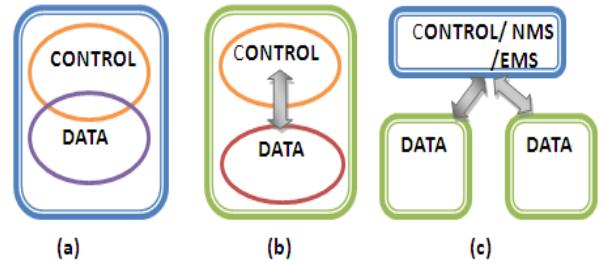 CONTROL
DATA
(a)
CONTROL
DATA
(b)
CONTROL/ NMS
/EMS
DATA
DATA
(c)